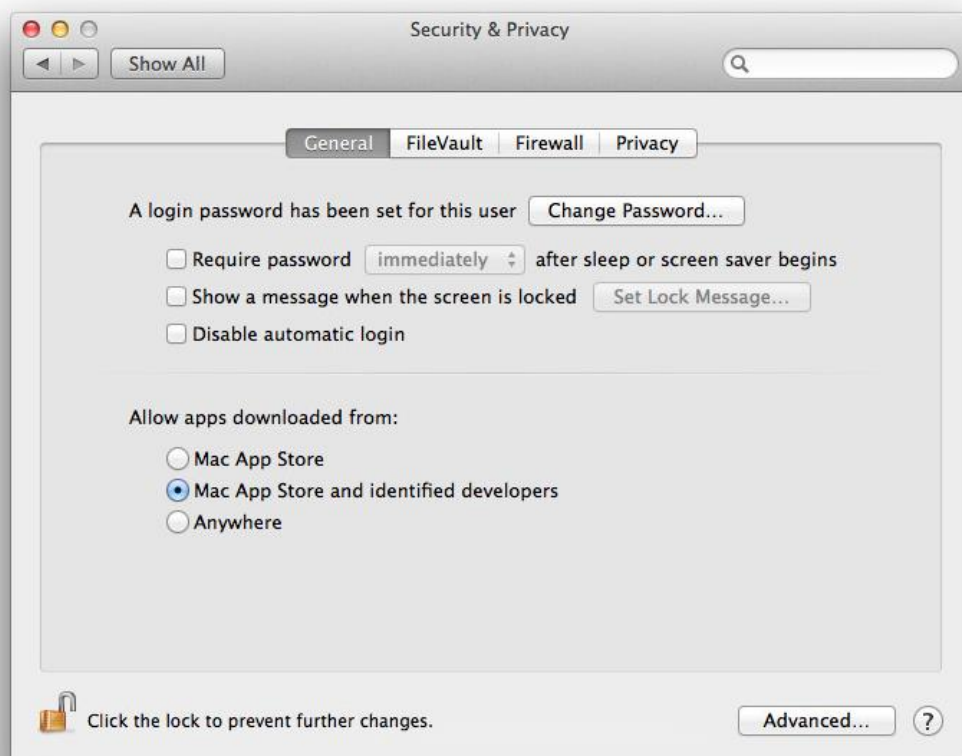 Security & Privacy
Show All
General FileVault Firewall Privacy
A login password has been set for this user Change Password...
Require password immediately after sleep or screen saver begins
Show a message when the screen is locked Set Lock Message...
Disable automatic login
Allow apps downloaded from:
Mac App Store
Mac App Store and identified developers
Anywhere
Click the lock to prevent further changes. Advanced... ?